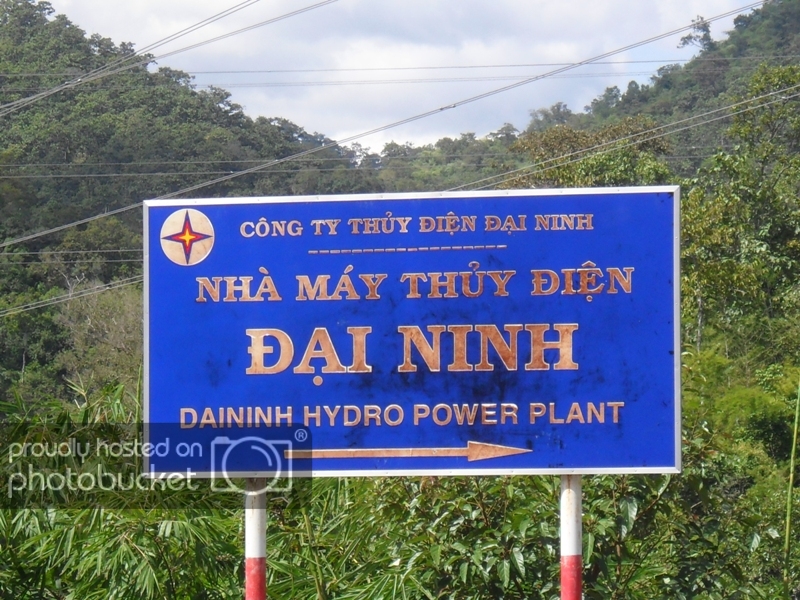 CÔNG TY THỦY ĐIỆN ĐẠI NINH
NHÀ MÁY THỦY ĐIỆN
ĐẠI NINH
DAININH HYDRO POWER PLANT
proudly hosted on
photobucket®